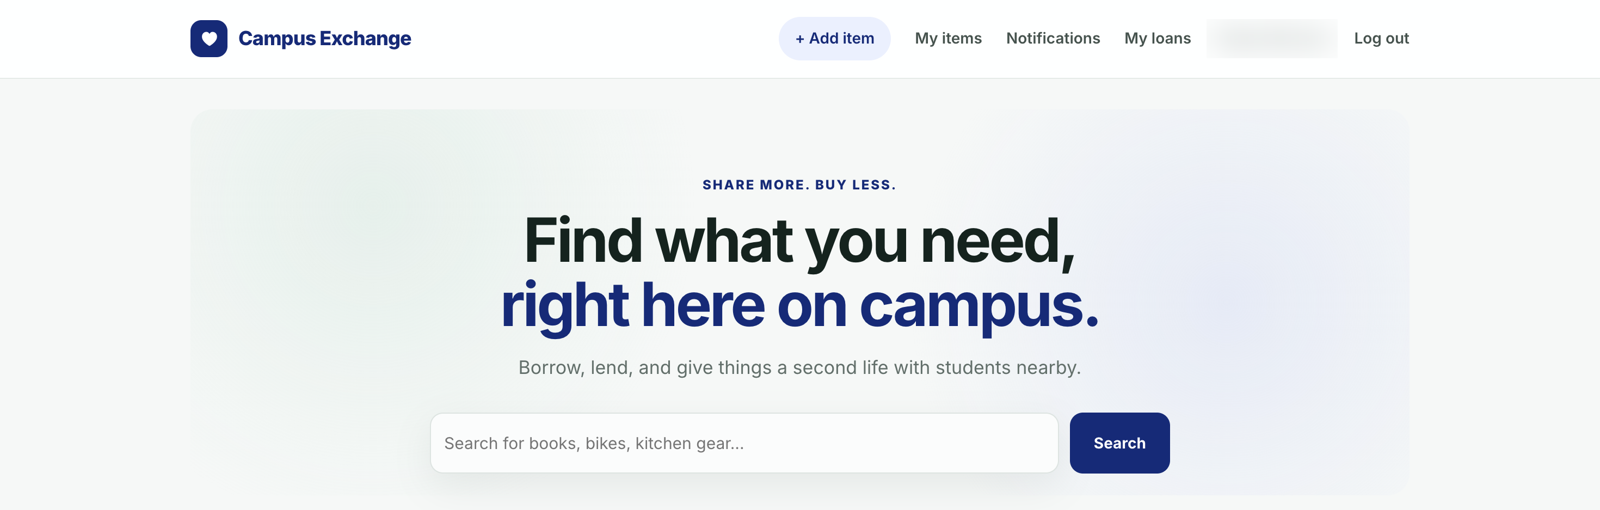 Campus Exchange
+ Add item My items Notifications My loans Log out
SHARE MORE. BUY LESS.
Find what you need,
right here on campus.
Borrow, lend, and give things a second life with students nearby.
Search for books, bikes, kitchen gear... Search